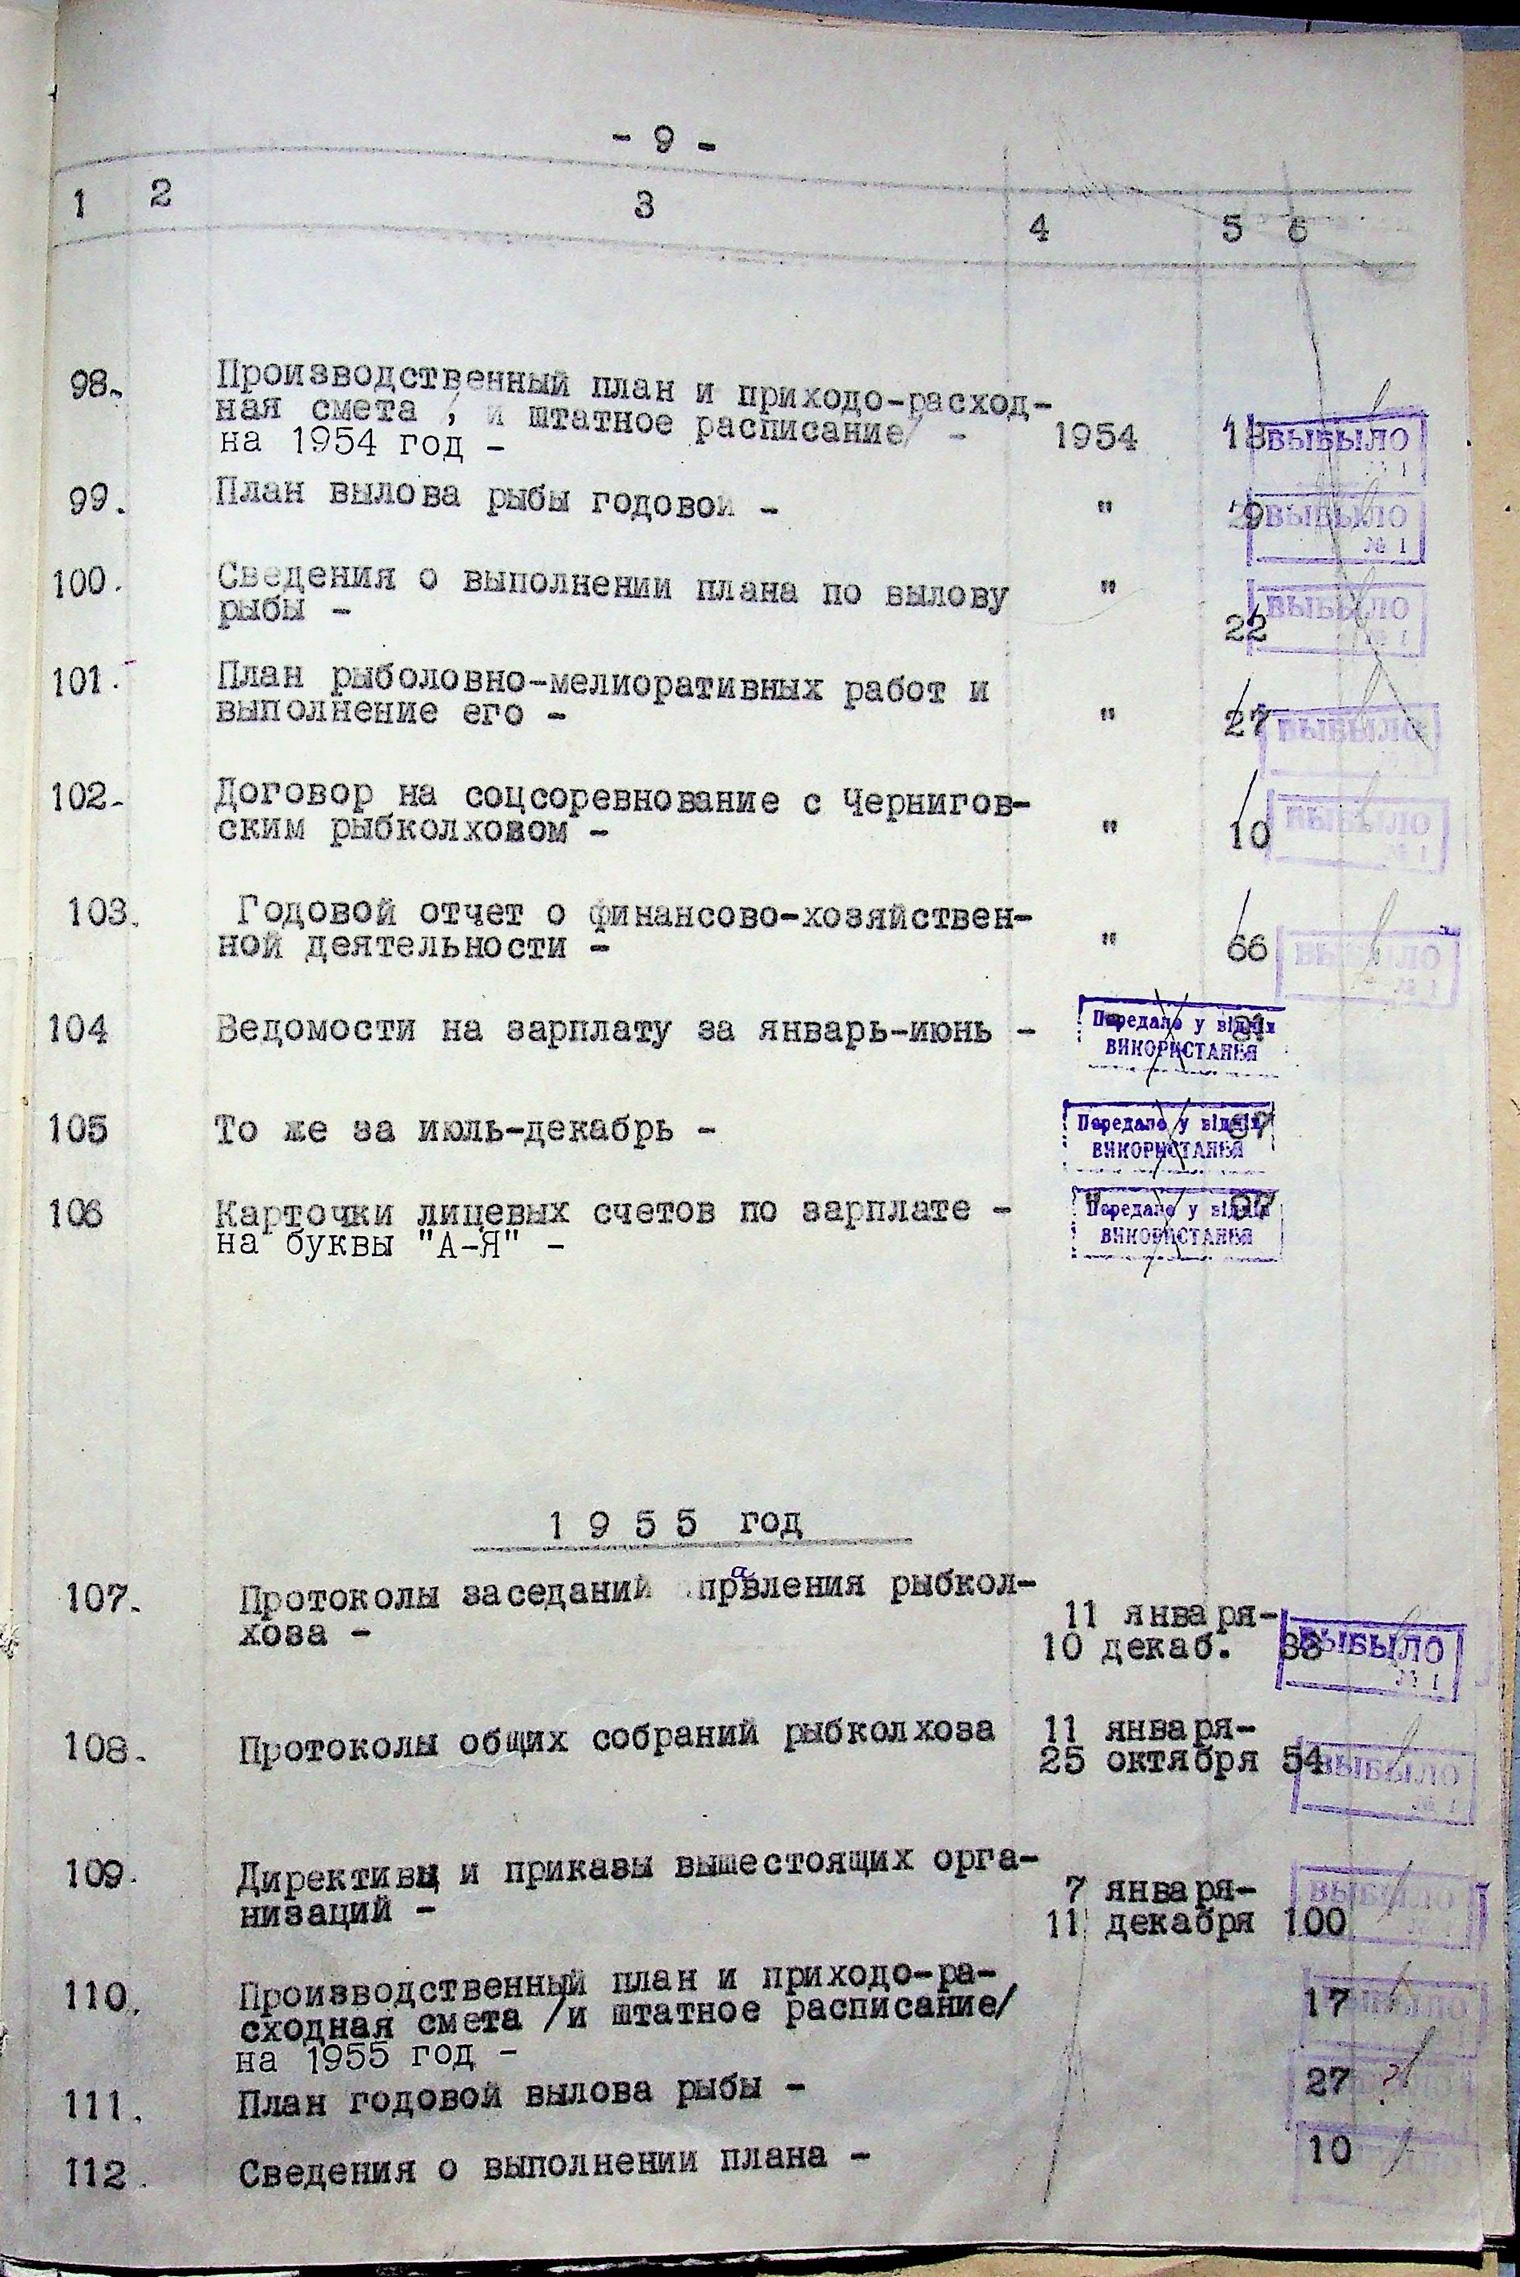 - 9 -
1 2 3 4 5 6
98. Производственный план и приходо-расход-
ная смета / и штатное расписание/ -
на 1954 год - 1954 18 ВЫБЫЛО
№ 1
99. План вылова рыбы годовой - " 29 ВЫБЫЛО
№ 1
100. Сведения о выполнении плана по вылову "
рыбы - 22 ВЫБЫЛО
№ 1
101. План рыболовно-мелиоративных работ и
выполнение его - " 27 ВЫБЫЛО
102. Договор на соцсоревнование с Чернигов-
ским рыбколхозом - " 10 ВЫБЫЛО
№ 1
103. Годовой отчет о финансово-хозяйствен-
ной деятельности - " 66 ВЫБЫЛО
№ 1
104 Ведомости на зарплату за январь-июнь - Передано у відділ
ВИКОРИСТАННЯ
105 То же за июль-декабрь - Передано у відділ
ВИКОРИСТАННЯ
106 Карточки лицевых счетов по зарплате - " 97 Передано у відділ
на буквы "А-Я" - ВИКОРИСТАННЯ
1 9 5 5 год
107. Протоколы заседаний правления рыбкол-
хоза - 11 января-
10 декаб. ВЫБЫЛО
№ 1
108. Протоколы общих собраний рыбколхоза 11 января-
25 октября 54 ВЫБЫЛО
№ 1
109. Директивы и приказы вышестоящих орга-
низаций - 7 января-
11 декабря 100 ВЫБЫЛО
110. Производственный план и приходо-ра-
сходная смета /и штатное расписание/ 17 ВЫБЫЛО
на 1955 год -
111. План годовой вылова рыбы - 27
112. Сведения о выполнении плана - 10